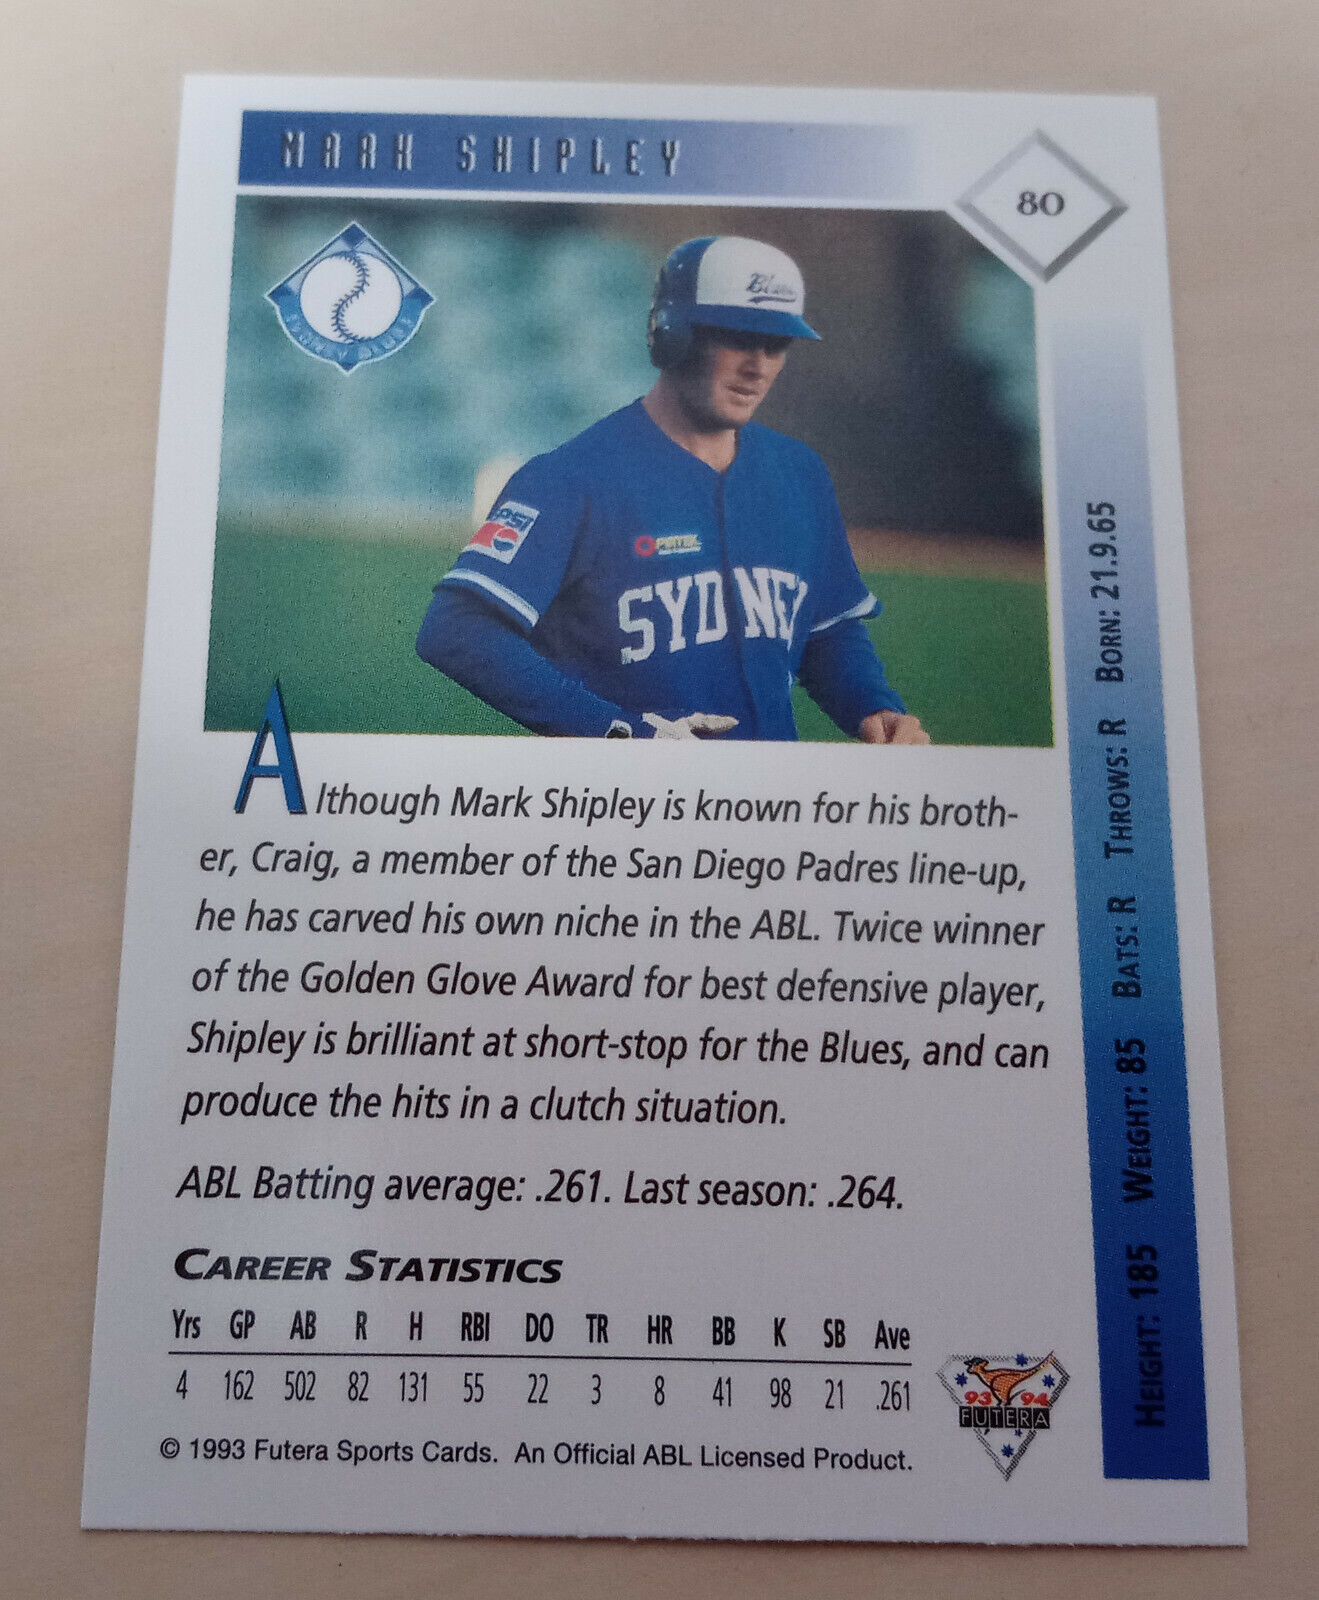 MARK SHIPLEY
80
Blues
SYDNEY BLUES
PEPSI
SYDNEY
Although Mark Shipley is known for his broth-
er, Craig, a member of the San Diego Padres line-up,
he has carved his own niche in the ABL. Twice winner
of the Golden Glove Award for best defensive player,
Shipley is brilliant at short-stop for the Blues, and can
produce the hits in a clutch situation.
ABL Batting average: .261. Last season: .264.
CAREER STATISTICS
Yrs GP AB R H RBI DO TR HR BB K SB Ave
4 162 502 82 131 55 22 3 8 41 98 21 .261
© 1993 Futera Sports Cards. An Official ABL Licensed Product.
93 94
FUTERA
HEIGHT: 185 WEIGHT: 85 BATS: R THROWS: R BORN: 21.9.65